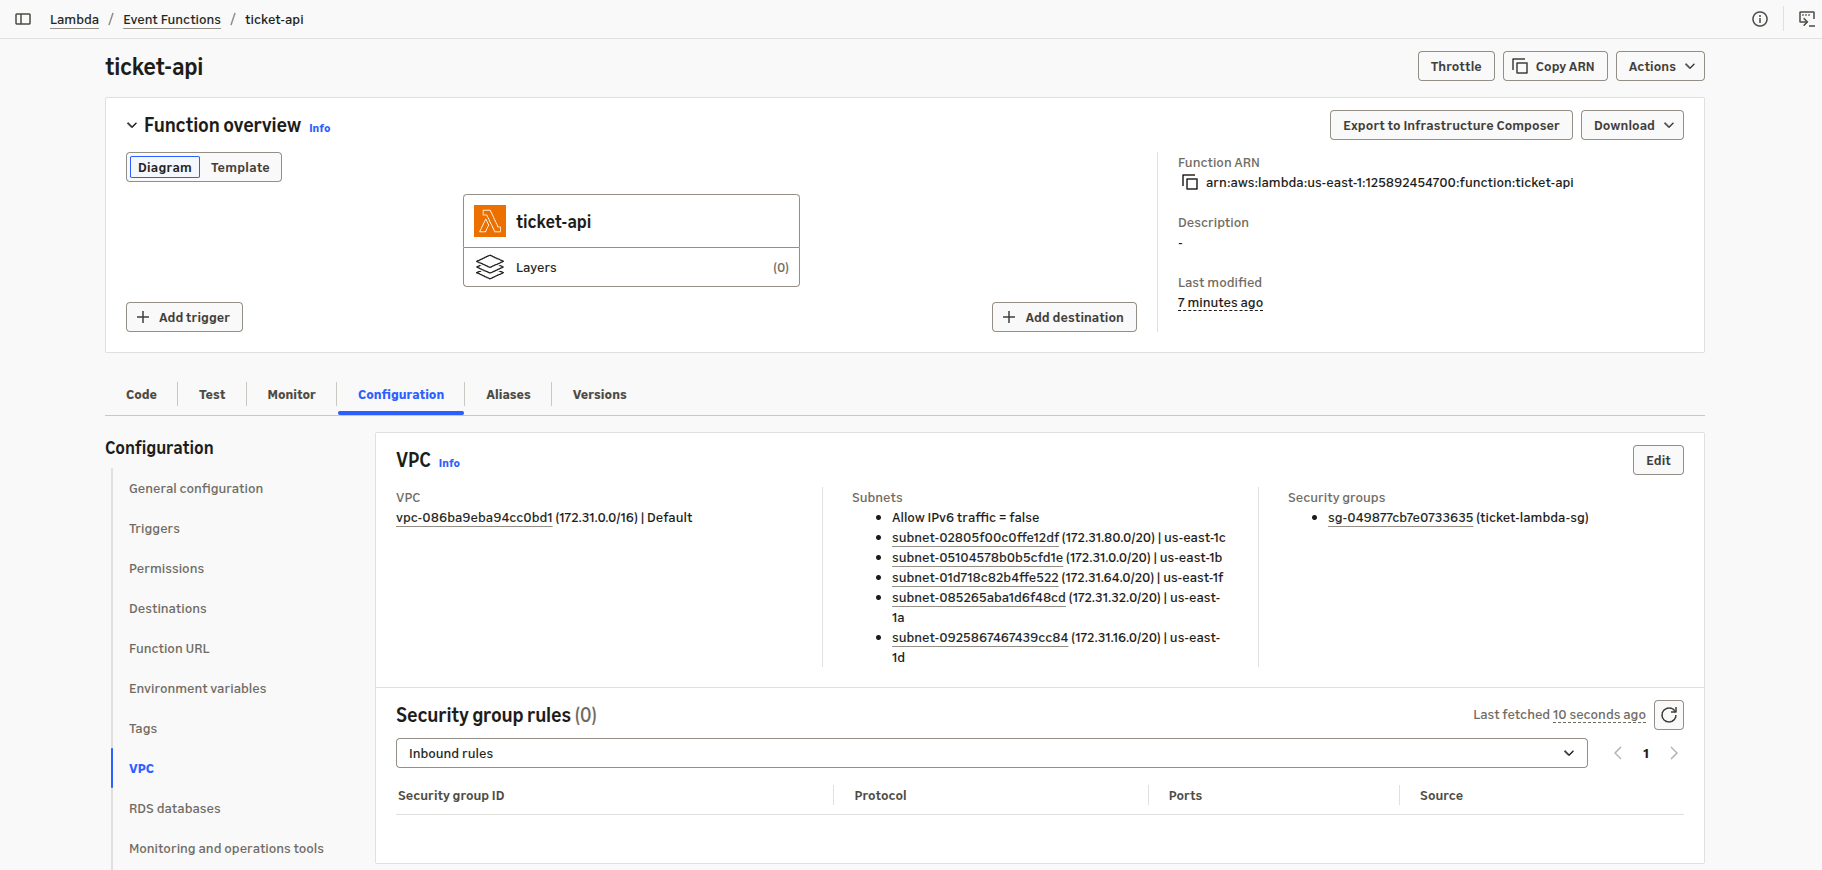 Lambda / Event Functions / ticket-api
ticket-api
Throttle
Copy ARN
Actions
Function overview Info
Export to Infrastructure Composer
Download
Diagram
Template
ticket-api
Layers (0)
Add trigger
Add destination
Function ARN
arn:aws:lambda:us-east-1:125892454700:function:ticket-api
Description
-
Last modified
7 minutes ago
Code
Test
Monitor
Configuration
Aliases
Versions
Configuration
General configuration
Triggers
Permissions
Destinations
Function URL
Environment variables
Tags
VPC
RDS databases
Monitoring and operations tools
VPC Info
Edit
VPC
vpc-086ba9eba94cc0bd1 (172.31.0.0/16) | Default
Subnets
Allow IPv6 traffic = false
subnet-02805f00c0ffe12df (172.31.80.0/20) | us-east-1c
subnet-05104578b0b5cfd1e (172.31.0.0/20) | us-east-1b
subnet-01d718c82b4ffe522 (172.31.64.0/20) | us-east-1f
subnet-085265aba1d6f48cd (172.31.32.0/20) | us-east-
1a
subnet-0925867467439cc84 (172.31.16.0/20) | us-east-
1d
Security groups
sg-049877cb7e0733635 (ticket-lambda-sg)
Security group rules (0)
Last fetched 10 seconds ago
Inbound rules
1
Security group ID
Protocol
Ports
Source